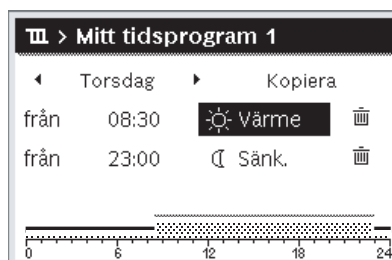 > Mitt tidsprogram 1
Torsdag Kopiera
från 08:30 Värme
från 23:00 Sänk.
0 6 12 18 24